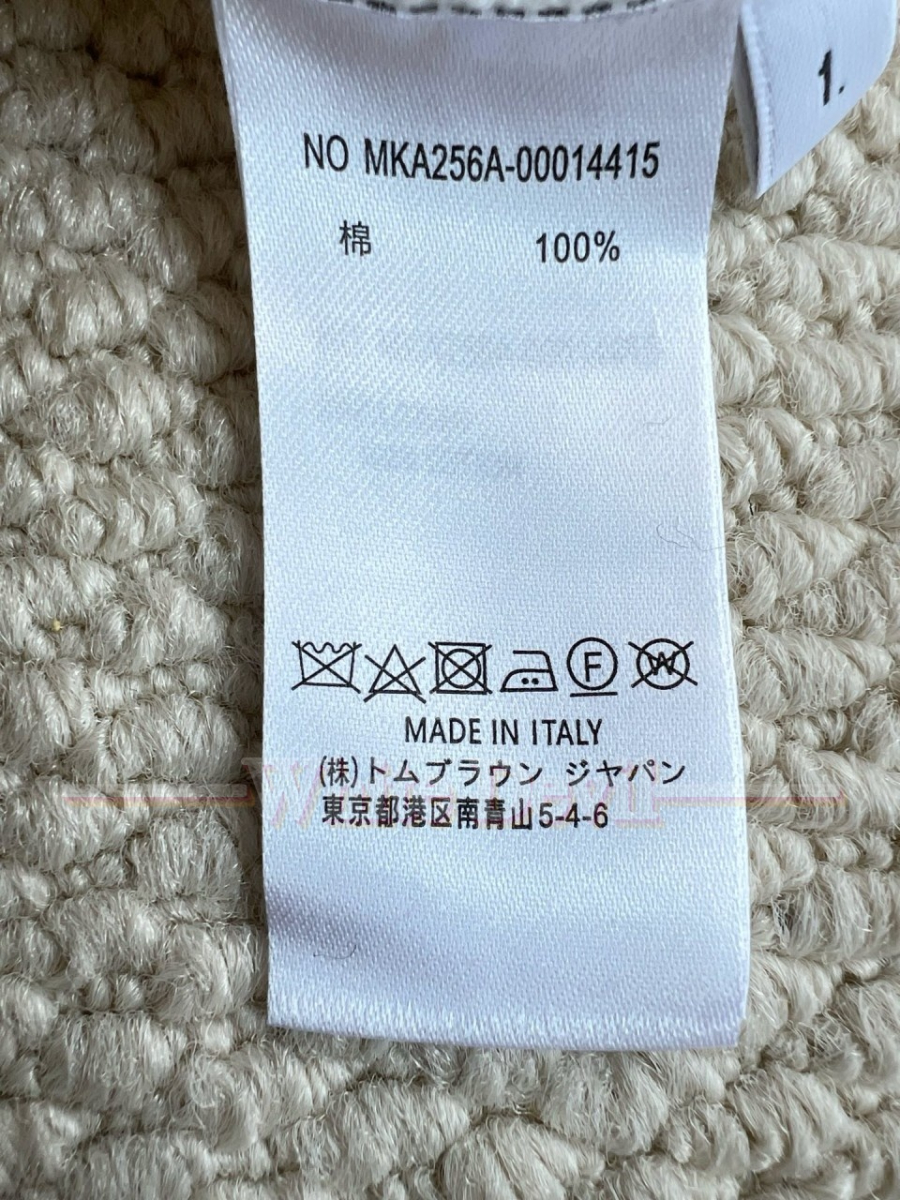 1.
NO MKA256A-00014415
棉 100%
F
W
MADE IN ITALY
(株)トムブラウン ジヤパン
東京都港区南青山5-4-6